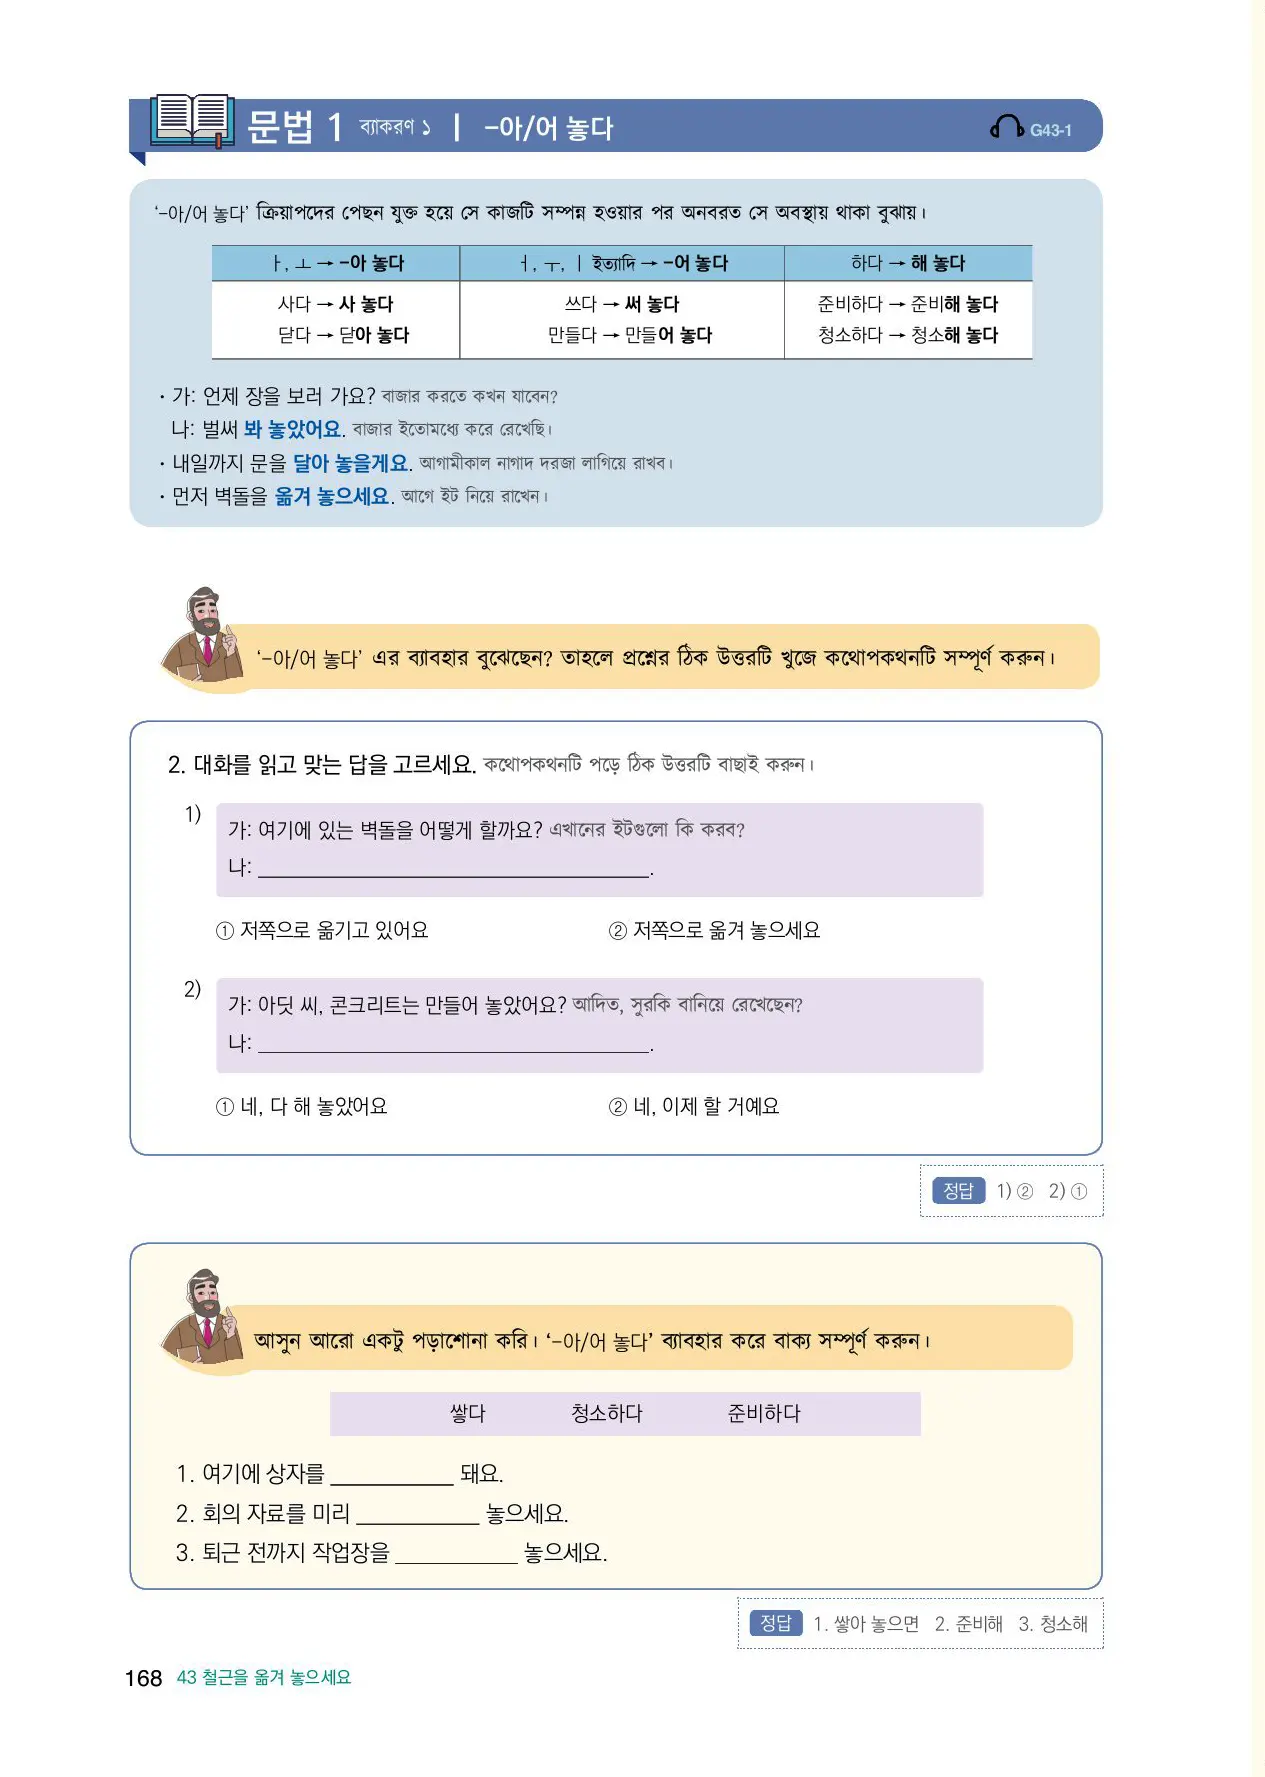 문법 1 ব্যাকরণ ১ | -아/어 놓다
G43-1
‘-아/어 놓다’ ক্রিয়াপদের পেছন যুক্ত হয়ে সে কাজটি সম্পন্ন হওয়ার পর অনবরত সে অবস্থায় থাকা বুঝায়।
ㅏ, ㅗ → -아 놓다 ㅓ, ㅜ, ㅣ ইত্যাদি → -어 놓다 하다 → 해 놓다
사다 → 사 놓다 쓰다 → 써 놓다 준비하다 → 준비해 놓다
닫다 → 닫아 놓다 만들다 → 만들어 놓다 청소하다 → 청소해 놓다
· 가: 언제 장을 보러 가요? বাজার করতে কখন যাবেন?
나: 벌써 봐 놓았어요. বাজার ইতোমধ্যে করে রেখেছি।
· 내일까지 문을 달아 놓을게요. আগামীকাল নাগাদ দরজা লাগিয়ে রাখব।
· 먼저 벽돌을 옮겨 놓으세요. আগে ইট নিয়ে রাখেন।
‘-아/어 놓다’ এর ব্যাবহার বুঝেছেন? তাহলে প্রশ্নের ঠিক উত্তরটি খুজে কথোপকথনটি সম্পূর্ণ করুন।
2. 대화를 읽고 맞는 답을 고르세요. কথোপকথনটি পড়ে ঠিক উত্তরটি বাছাই করুন।
1)
가: 여기에 있는 벽돌을 어떻게 할까요? এখানের ইটগুলো কি করব?
나: ____________________.
① 저쪽으로 옮기고 있어요 ② 저쪽으로 옮겨 놓으세요
2)
가: 아딧 씨, 콘크리트는 만들어 놓았어요? আদিত, সুরকি বানিয়ে রেখেছেন?
나: ____________________.
① 네, 다 해 놓았어요 ② 네, 이제 할 거예요
정답 1) ② 2) ①
আসুন আরো একটু পড়াশোনা করি। ‘-아/어 놓다’ ব্যাবহার করে বাক্য সম্পূর্ণ করুন।
쌓다 청소하다 준비하다
1. 여기에 상자를 __________ 돼요.
2. 회의 자료를 미리 __________ 놓으세요.
3. 퇴근 전까지 작업장을 __________ 놓으세요.
정답 1. 쌓아 놓으면 2. 준비해 3. 청소해
168 43 철근을 옮겨 놓으세요